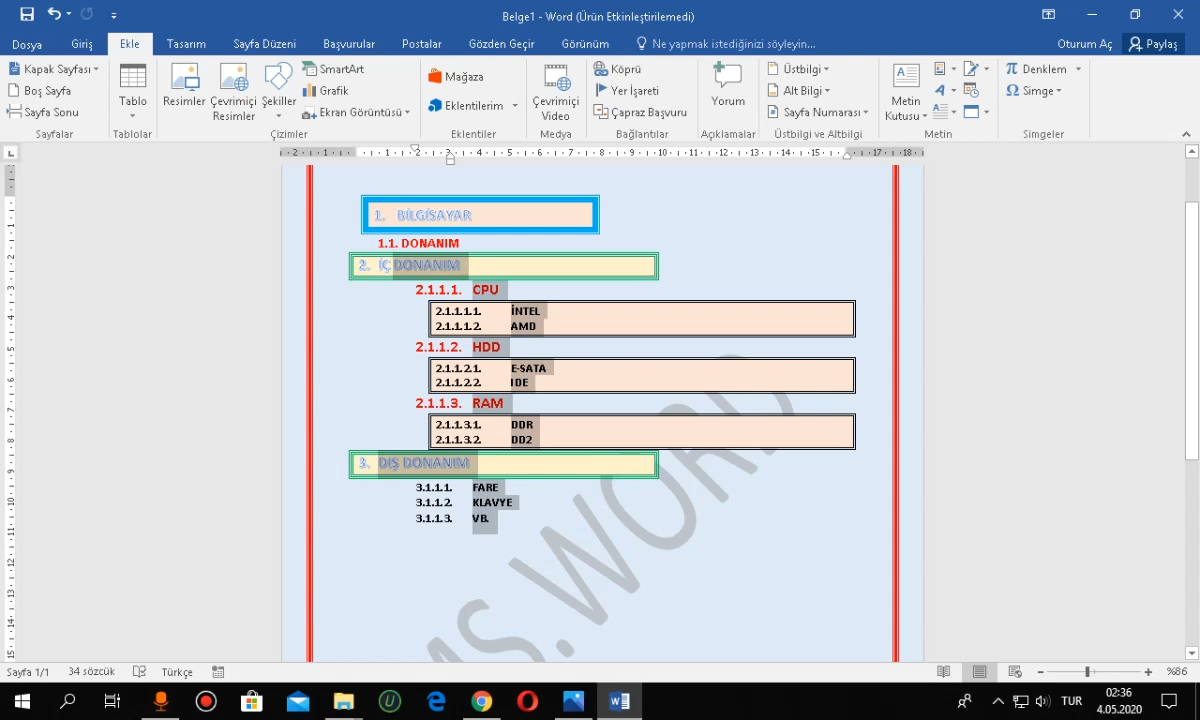 Belge1 - Word (Ürün Etkinleştirilemedi)
Dosya Giriş Ekle Tasarım Sayfa Düzeni Başvurular Postalar Gözden Geçir Görünüm Ne yapmak istediğinizi söyleyin... Oturum Aç Paylaş
Kapak Sayfası
Boş Sayfa
Sayfa Sonu
Sayfalar
Tablo
Tablolar
Resimler
Çevrimiçi Resimler
Şekiller
SmartArt
Grafik
Ekran Görüntüsü
Çizimler
Mağaza
Eklentilerim
Eklentiler
Çevrimiçi Video
Medya
Köprü
Yer İşareti
Çapraz Başvuru
Bağlantılar
Yorum
Açıklamalar
Üstbilgi
Alt Bilgi
Sayfa Numarası
Üstbilgi ve Altbilgi
Metin Kutusu
Metin
Denklem
Simge
Simgeler
1. BİLGİSAYAR
1.1. DONANIM
2. İÇ DONANIM
2.1.1.1. CPU
2.1.1.1.1. İNTEL
2.1.1.1.2. AMD
2.1.1.2. HDD
2.1.1.2.1. E-SATA
2.1.1.2.2. IDE
2.1.1.3. RAM
2.1.1.3.1. DDR
2.1.1.3.2. DD2
3. DIŞ DONANIM
3.1.1.1. FARE
3.1.1.2. KLAVYE
3.1.1.3. VB.
MS.WORD
Sayfa 1/1 34 sözcük Türkçe %86
TUR 02:36
4.05.2020